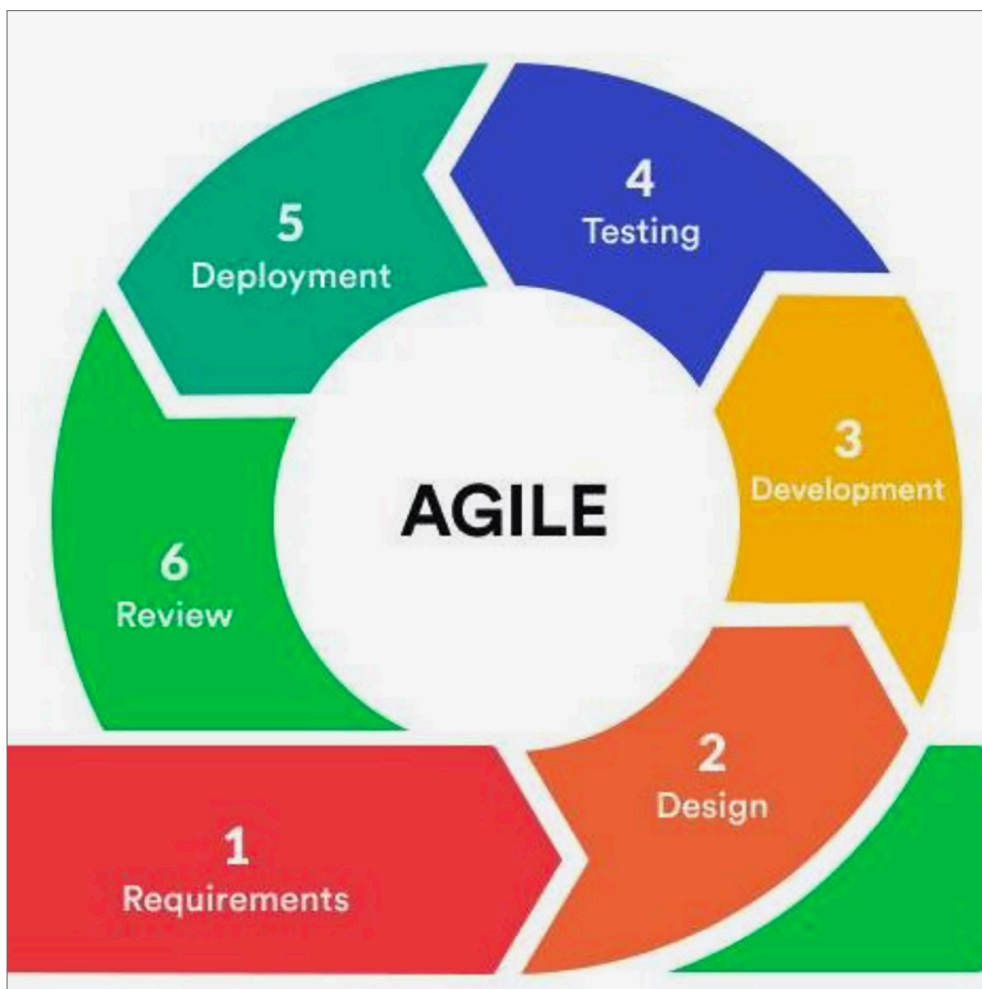 4
Testing
5
Deployment
3
Development
AGILE
6
Review
2
Design
1
Requirements